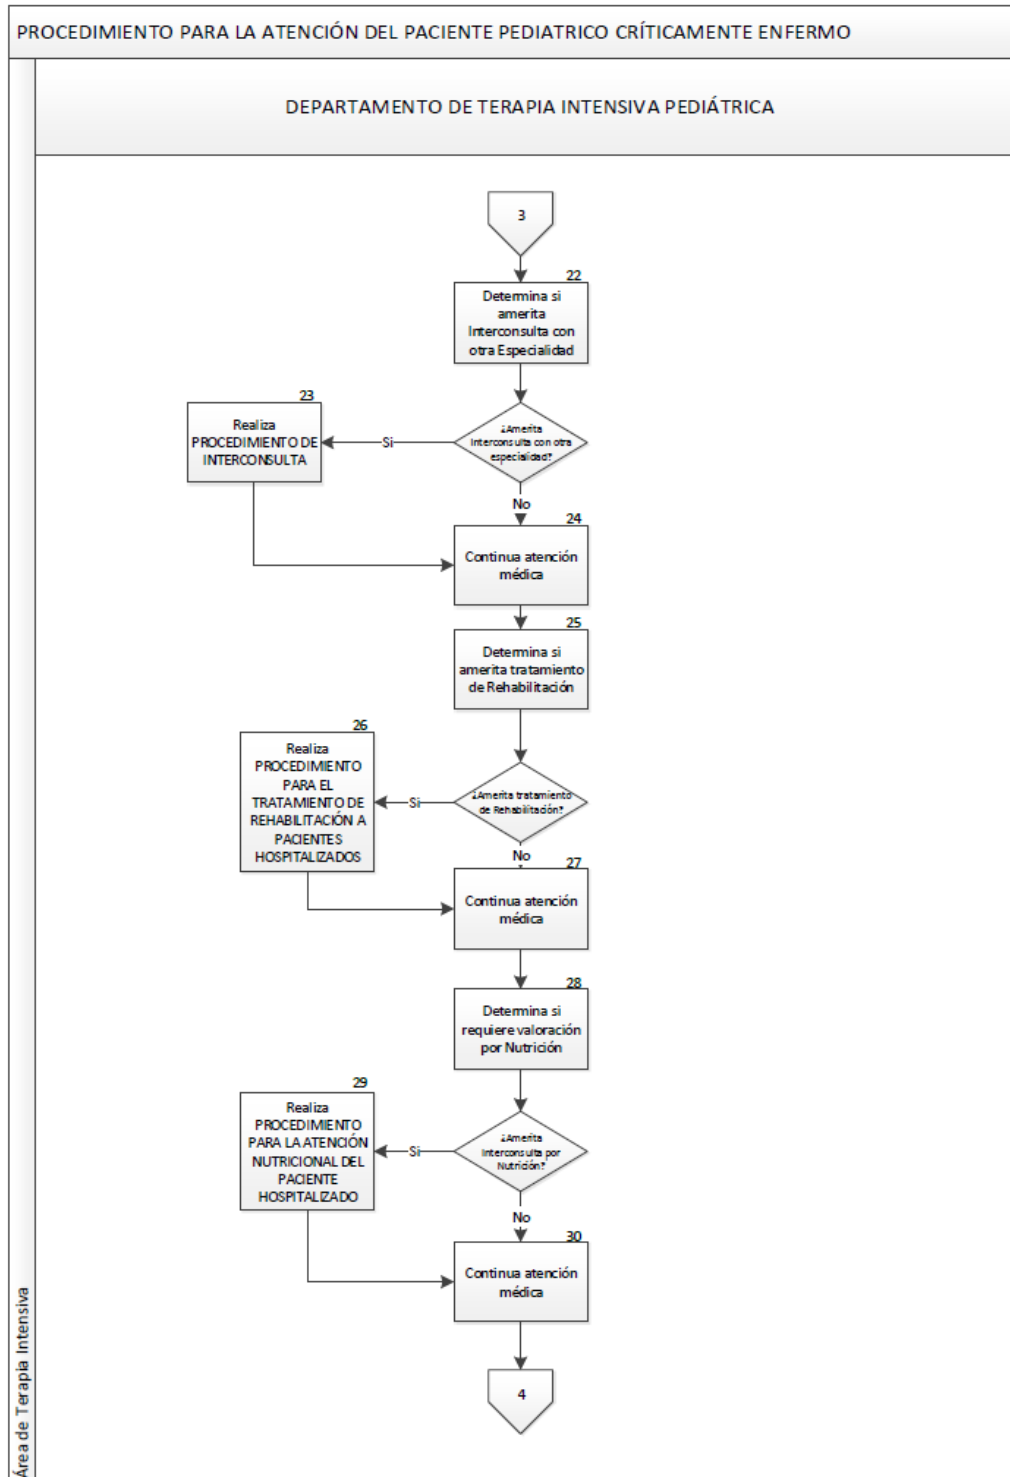 PROCEDIMIENTO PARA LA ATENCIÓN DEL PACIENTE PEDIATRICO CRÍTICAMENTE ENFERMO
DEPARTAMENTO DE TERAPIA INTENSIVA PEDIÁTRICA
3
22
Determina si
amerita
Interconsulta con
otra Especialidad
¿Amerita
Interconsulta con otra
especialidad?
Si
23
Realiza
PROCEDIMIENTO DE
INTERCONSULTA
No
24
Continua atención
médica
25
Determina si
amerita tratamiento
de Rehabilitación
¿Amerita tratamiento
de Rehabilitación?
Si
26
Realiza
PROCEDIMIENTO
PARA EL
TRATAMIENTO DE
REHABILITACIÓN A
PACIENTES
HOSPITALIZADOS
No
27
Continua atención
médica
28
Determina si
requiere valoración
por Nutrición
¿Amerita
Interconsulta por
Nutrición?
Si
29
Realiza
PROCEDIMIENTO
PARA LA ATENCIÓN
NUTRICIONAL DEL
PACIENTE
HOSPITALIZADO
No
30
Continua atención
médica
4
Área de Terapia Intensiva